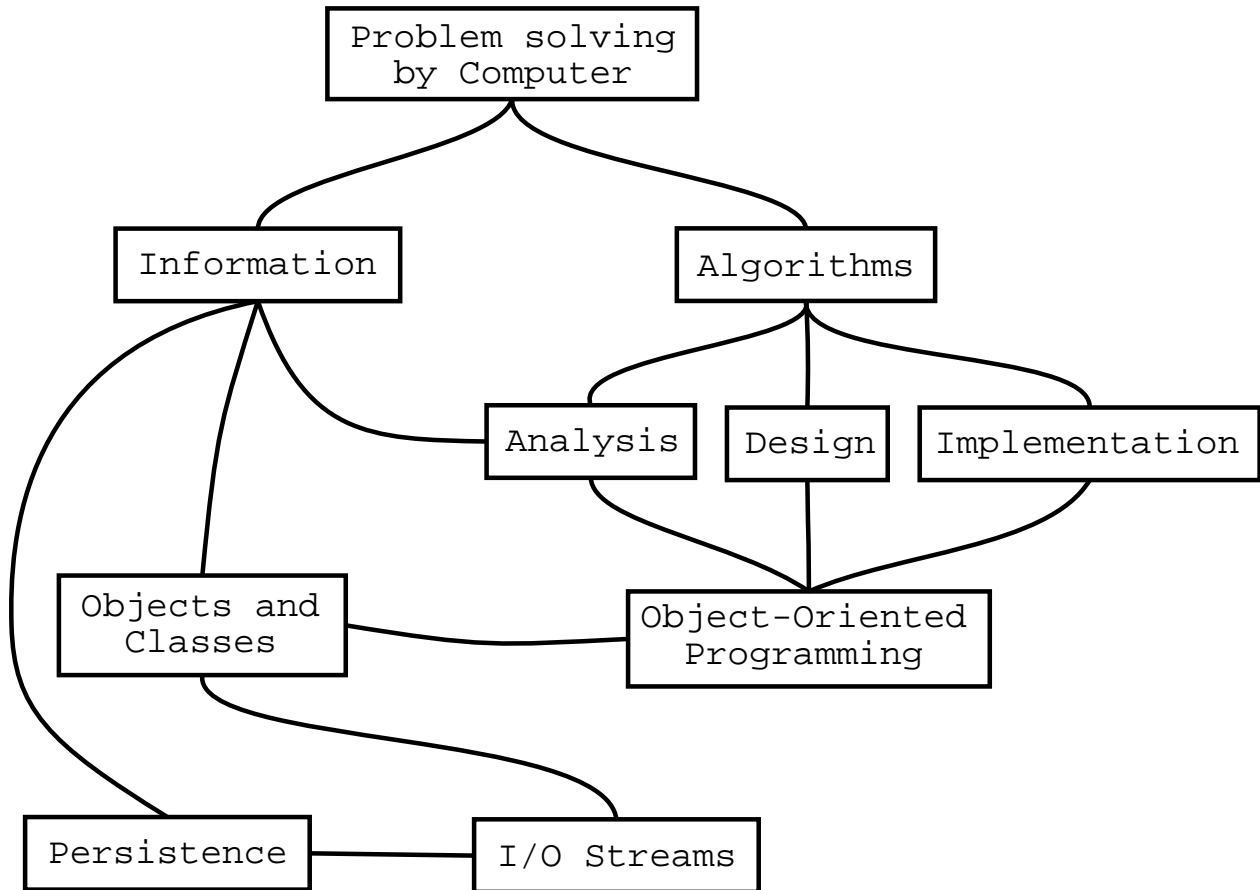 Problem solving
by Computer
Information
Algorithms
Analysis
Design
Implementation
Objects and
Classes
Object-Oriented
Programming
Persistence
I/O Streams